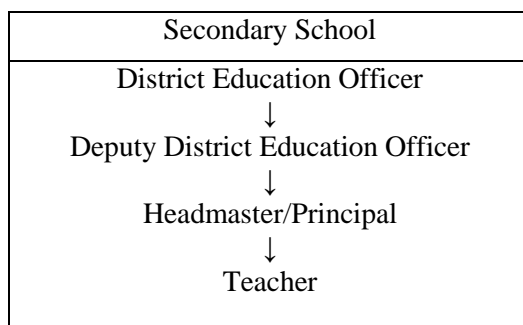 Secondary School
District Education Officer
↓
Deputy District Education Officer
↓
Headmaster/Principal
↓
Teacher